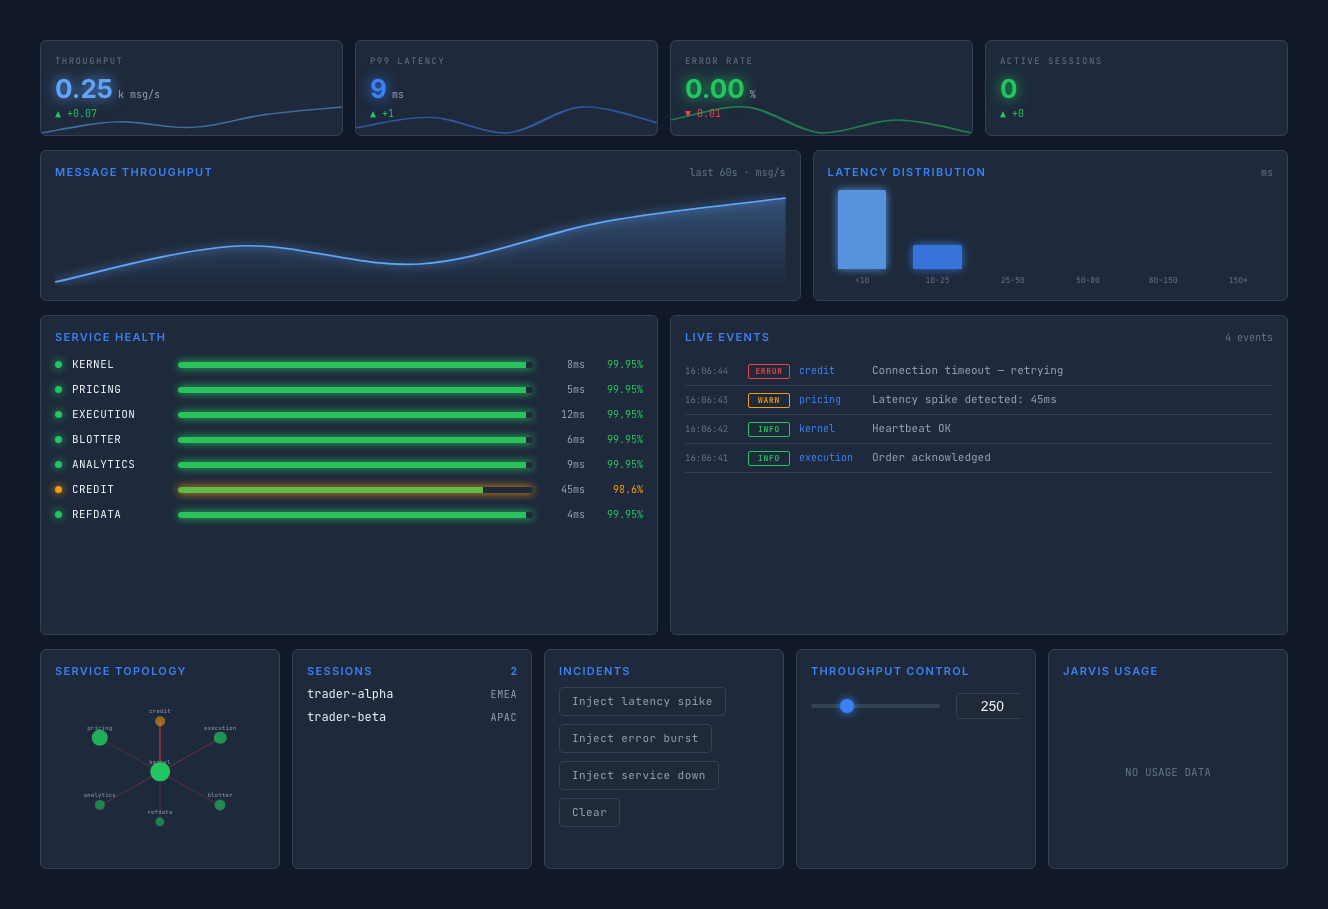 THROUGHPUT
0.25 k msg/s
▲ +0.07
P99 LATENCY
9 ms
▲ +1
ERROR RATE
0.00 %
▼ 0.01
ACTIVE SESSIONS
0
▲ +0
MESSAGE THROUGHPUT
last 60s · msg/s
LATENCY DISTRIBUTION
ms
<10 10-25 25-50 50-80 80-150 150+
SERVICE HEALTH
KERNEL 8ms 99.95%
PRICING 5ms 99.95%
EXECUTION 12ms 99.95%
BLOTTER 6ms 99.95%
ANALYTICS 9ms 99.95%
CREDIT 45ms 98.6%
REFDATA 4ms 99.95%
LIVE EVENTS
4 events
16:06:44 ERROR credit Connection timeout — retrying
16:06:43 WARN pricing Latency spike detected: 45ms
16:06:42 INFO kernel Heartbeat OK
16:06:41 INFO execution Order acknowledged
SERVICE TOPOLOGY
credit
pricing
execution
kernel
analytics
blotter
refdata
SESSIONS 2
trader-alpha EMEA
trader-beta APAC
INCIDENTS
Inject latency spike
Inject error burst
Inject service down
Clear
THROUGHPUT CONTROL
250
JARVIS USAGE
NO USAGE DATA